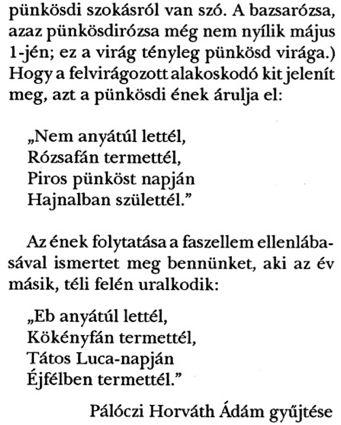 pünkösdi szokásról van szó. A bazsarózsa,
azaz pünkösdirózsa még nem nyílik május
1-jén; ez a virág tényleg pünkösd virága.)
Hogy a felvirágozott alakoskodó kit jelenít
meg, azt a pünkösdi ének árulja el:
„Nem anyátúl lettél,
Rózsafán termettél,
Piros pünköst napján
Hajnalban születtél.”
Az ének folytatása a faszellem ellenlába-
sával ismertet meg bennünket, aki az év
másik, téli felén uralkodik:
„Eb anyátúl lettél,
Kökényfán termettél,
Tátos Luca-napján
Éjfélben termettél.”
Pálóczi Horváth Ádám gyűjtése